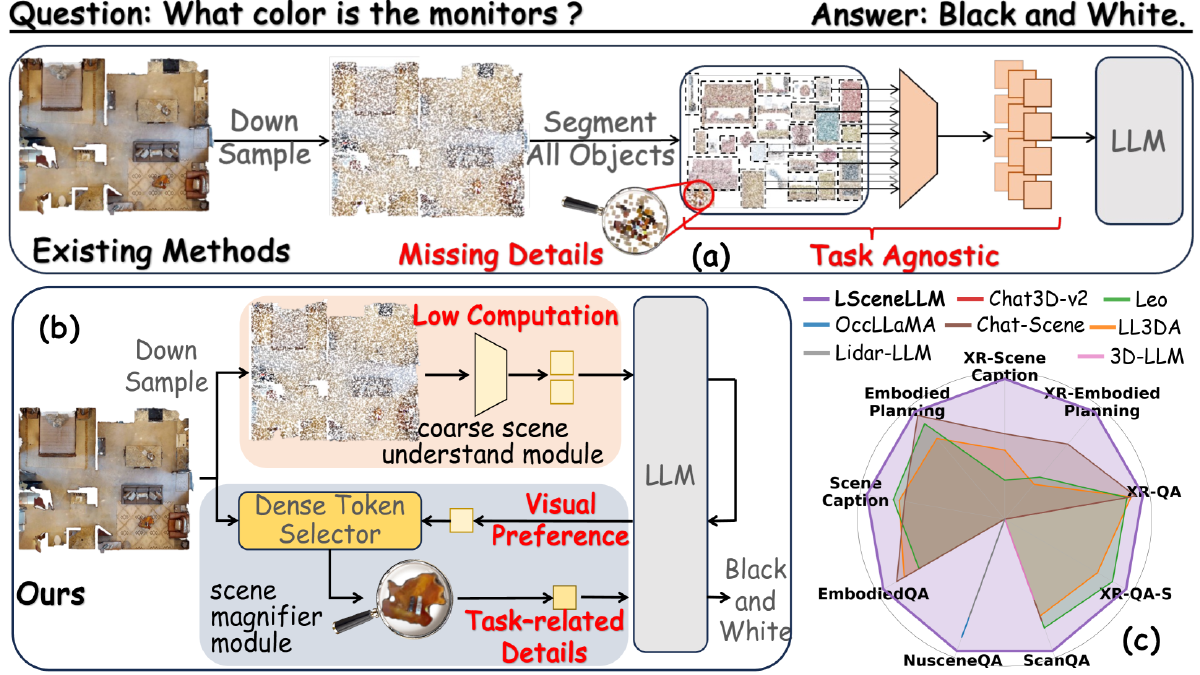 Question: What color is the monitors ?
Answer: Black and White.
Down
Sample
Segment
All Objects
LLM
Existing Methods
Missing Details
(a)
Task Agnostic
(b)
Down
Sample
Low Computation
coarse scene
understand module
LLM
Dense Token
Selector
Visual
Preference
Ours
scene
magnifier
module
Task-related
Details
Black
and
White
LSceneLLM
Chat3D-v2
Leo
OccLLaMA
Chat-Scene
LL3DA
Lidar-LLM
3D-LLM
XR-Scene
Caption
XR-Embodied
Planning
Embodied
Planning
Scene
Caption
XR-QA
EmbodiedQA
XR-QA-S
NusceneQA
ScanQA
(c)